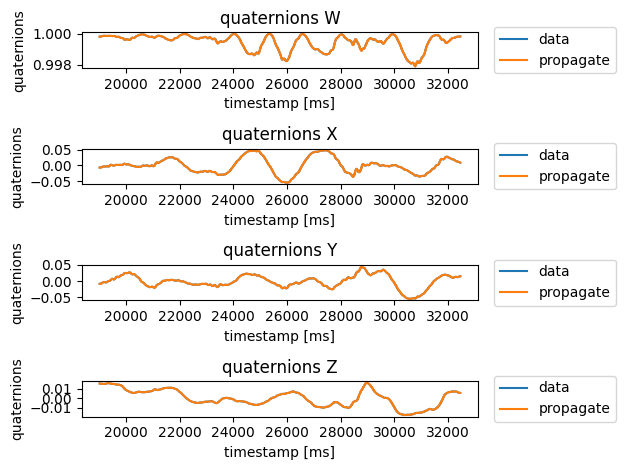 quaternions W
quaternions
1.000
0.998
20000 22000 24000 26000 28000 30000 32000
timestamp [ms]
data
propagate
quaternions X
quaternions
0.05
0.00
−0.05
20000 22000 24000 26000 28000 30000 32000
timestamp [ms]
data
propagate
quaternions Y
quaternions
0.05
0.00
−0.05
20000 22000 24000 26000 28000 30000 32000
timestamp [ms]
data
propagate
quaternions Z
quaternions
0.01
0.00
−0.01
20000 22000 24000 26000 28000 30000 32000
timestamp [ms]
data
propagate